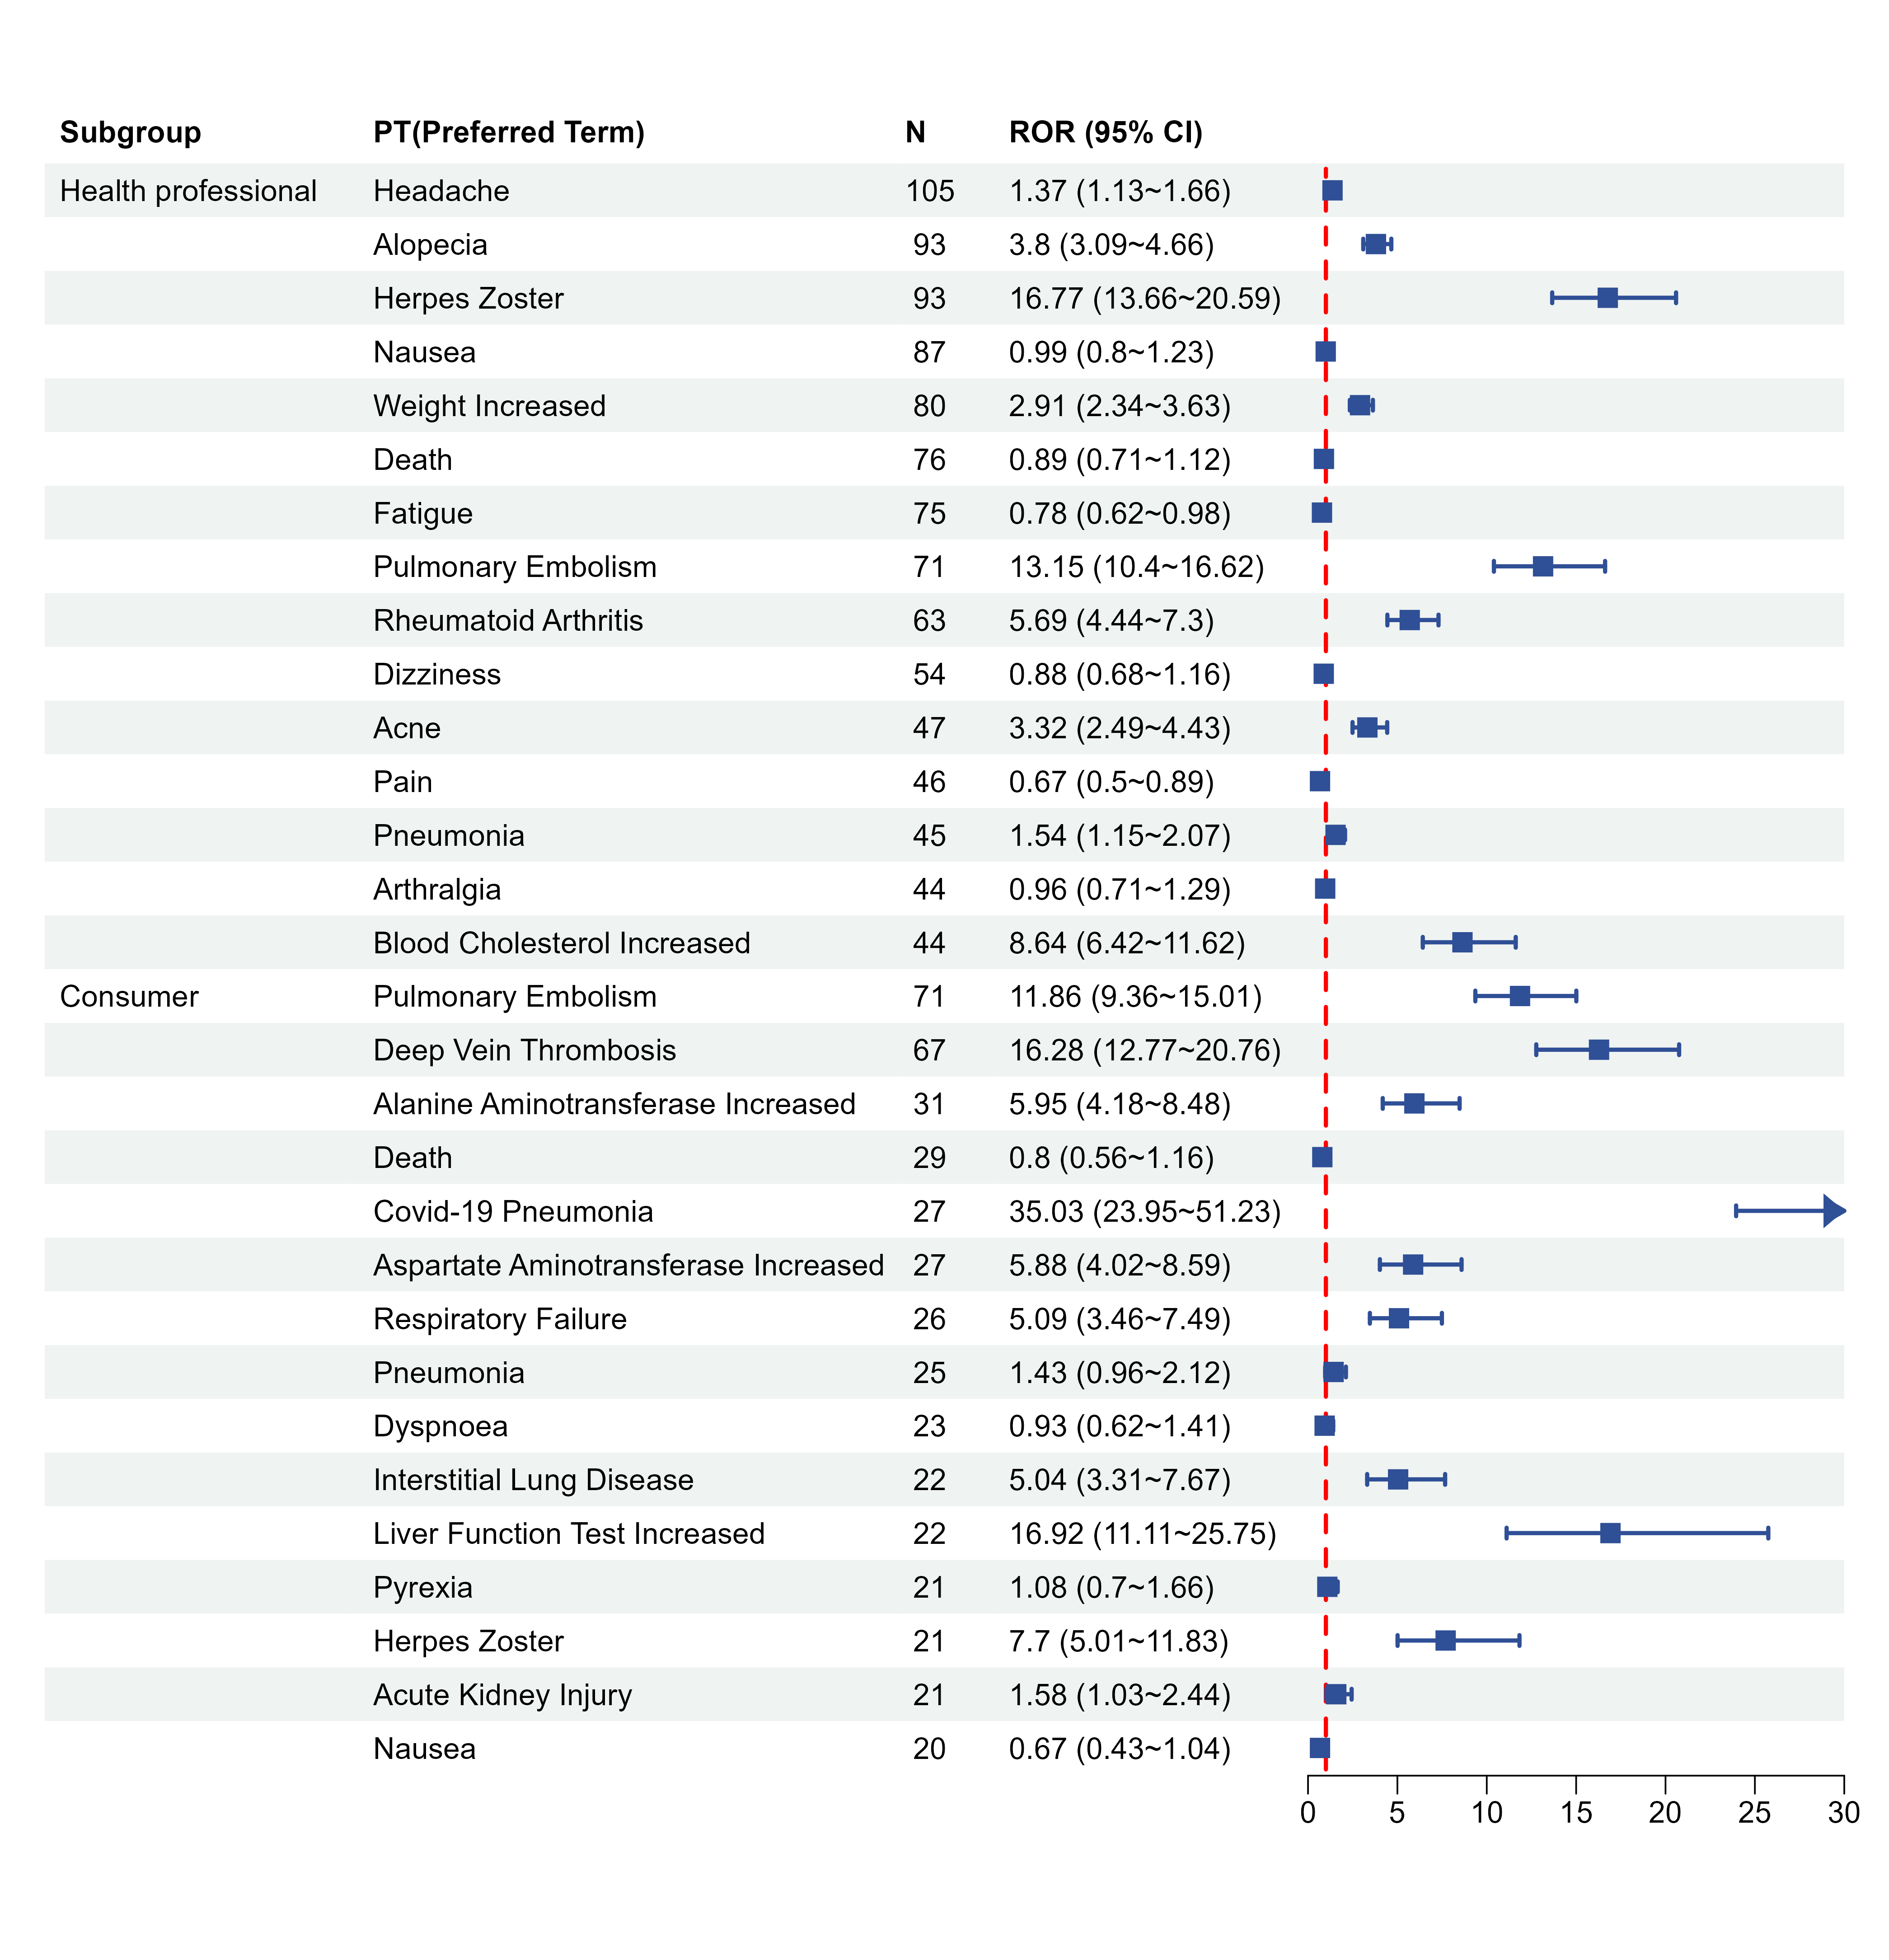 Subgroup PT(Preferred Term) N ROR (95% CI)
Health professional Headache 105 1.37 (1.13~1.66)
Alopecia 93 3.8 (3.09~4.66)
Herpes Zoster 93 16.77 (13.66~20.59)
Nausea 87 0.99 (0.8~1.23)
Weight Increased 80 2.91 (2.34~3.63)
Death 76 0.89 (0.71~1.12)
Fatigue 75 0.78 (0.62~0.98)
Pulmonary Embolism 71 13.15 (10.4~16.62)
Rheumatoid Arthritis 63 5.69 (4.44~7.3)
Dizziness 54 0.88 (0.68~1.16)
Acne 47 3.32 (2.49~4.43)
Pain 46 0.67 (0.5~0.89)
Pneumonia 45 1.54 (1.15~2.07)
Arthralgia 44 0.96 (0.71~1.29)
Blood Cholesterol Increased 44 8.64 (6.42~11.62)
Consumer Pulmonary Embolism 71 11.86 (9.36~15.01)
Deep Vein Thrombosis 67 16.28 (12.77~20.76)
Alanine Aminotransferase Increased 31 5.95 (4.18~8.48)
Death 29 0.8 (0.56~1.16)
Covid-19 Pneumonia 27 35.03 (23.95~51.23)
Aspartate Aminotransferase Increased 27 5.88 (4.02~8.59)
Respiratory Failure 26 5.09 (3.46~7.49)
Pneumonia 25 1.43 (0.96~2.12)
Dyspnoea 23 0.93 (0.62~1.41)
Interstitial Lung Disease 22 5.04 (3.31~7.67)
Liver Function Test Increased 22 16.92 (11.11~25.75)
Pyrexia 21 1.08 (0.7~1.66)
Herpes Zoster 21 7.7 (5.01~11.83)
Acute Kidney Injury 21 1.58 (1.03~2.44)
Nausea 20 0.67 (0.43~1.04)
0 5 10 15 20 25 30